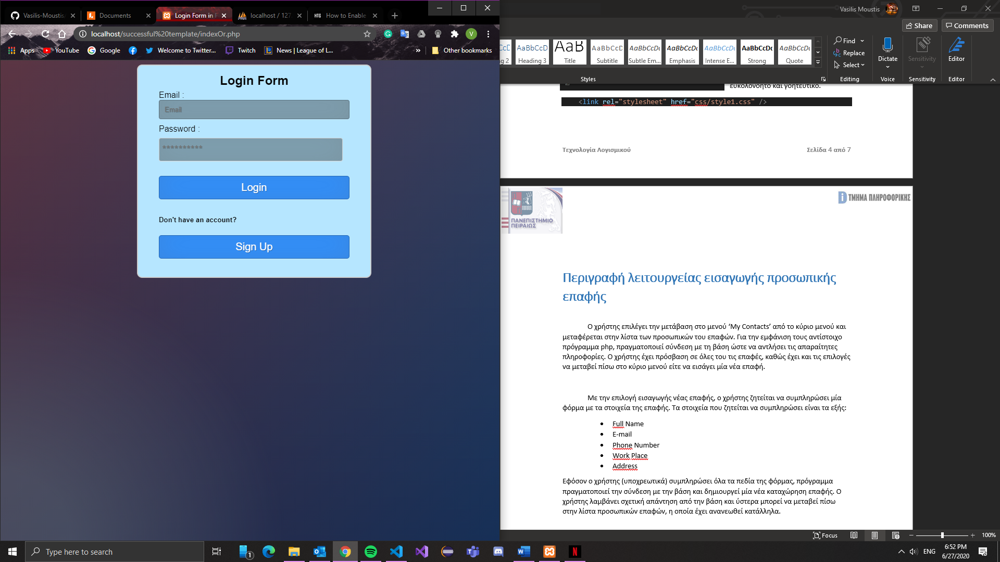 Vasilis-Moustis
Documents
Login Form in P
localhost / 127.
How to Enable
localhost/successful%20template/indexOr.php
Apps
YouTube
Google
Welcome to Twitter...
Twitch
News | League of L...
Other bookmarks
Login Form
Email :
Email
Password :
**********
Login
Don't have an account?
Sign Up
Vasilis Moustis
Share
Comments
AaBbCcD
AaB
AaBbCcD
AaBbCcDc
AaBbCcDc
AaBbCcDc
AaBbCcDc
AaBbCcDc
g 2
Heading 3
Title
Subtitle
Subtle Em...
Emphasis
Intense E...
Strong
Quote
Styles
Find
Replace
Select
Editing
Dictate
Voice
Sensitivity
Sensitivity
Editor
Editor
ευκολονόητο και γοητευτικό.
<link rel="stylesheet" href="css/style1.css" />
Τεχνολογία Λογισμικού
Σελίδα 4 από 7
ΠΑΝΕΠΙΣΤΗΜΙΟ
ΠΕΙΡΑΙΩΣ
ΤΜΗΜΑ ΠΛΗΡΟΦΟΡΙΚΗΣ
Περιγραφή λειτουργείας εισαγωγής προσωπικής
επαφής
Ο χρήστης επιλέγει την μετάβαση στο μενού ‘My Contacts’ από το κύριο μενού και
μεταφέρεται στην λίστα των προσωπικών του επαφών. Για την εμφάνιση τους αντίστοιχο
πρόγραμμα php, πραγματοποιεί σύνδεση με τη βάση ώστε να αντλήσει τις απαραίτητες
πληροφορίες. Ο χρήστης έχει πρόσβαση σε όλες του τις επαφές, καθώς έχει και τις επιλογές
να μεταβεί πίσω στο κύριο μενού είτε να εισάγει μία νέα επαφή.
Με την επιλογή εισαγωγής νέας επαφής, ο χρήστης ζητείται να συμπληρώσει μία
φόρμα με τα στοιχεία της επαφής. Τα στοιχεία που ζητείται να συμπληρώσει είναι τα εξής:
• Full Name
• E-mail
• Phone Number
• Work Place
• Address
Εφόσον ο χρήστης (υποχρεωτικά) συμπληρώσει όλα τα πεδία της φόρμας, πρόγραμμα
πραγματοποιεί την σύνδεση με την βάση και δημιουργεί μία νέα καταχώρηση επαφής. Ο
χρήστης λαμβάνει σχετική απάντηση από την βάση και ύστερα μπορεί να μεταβεί πίσω
στην λίστα προσωπικών επαφών, η οποία έχει ανανεωθεί κατάλληλα.
Focus
100%
Type here to search
ENG
6:52 PM
6/27/2020